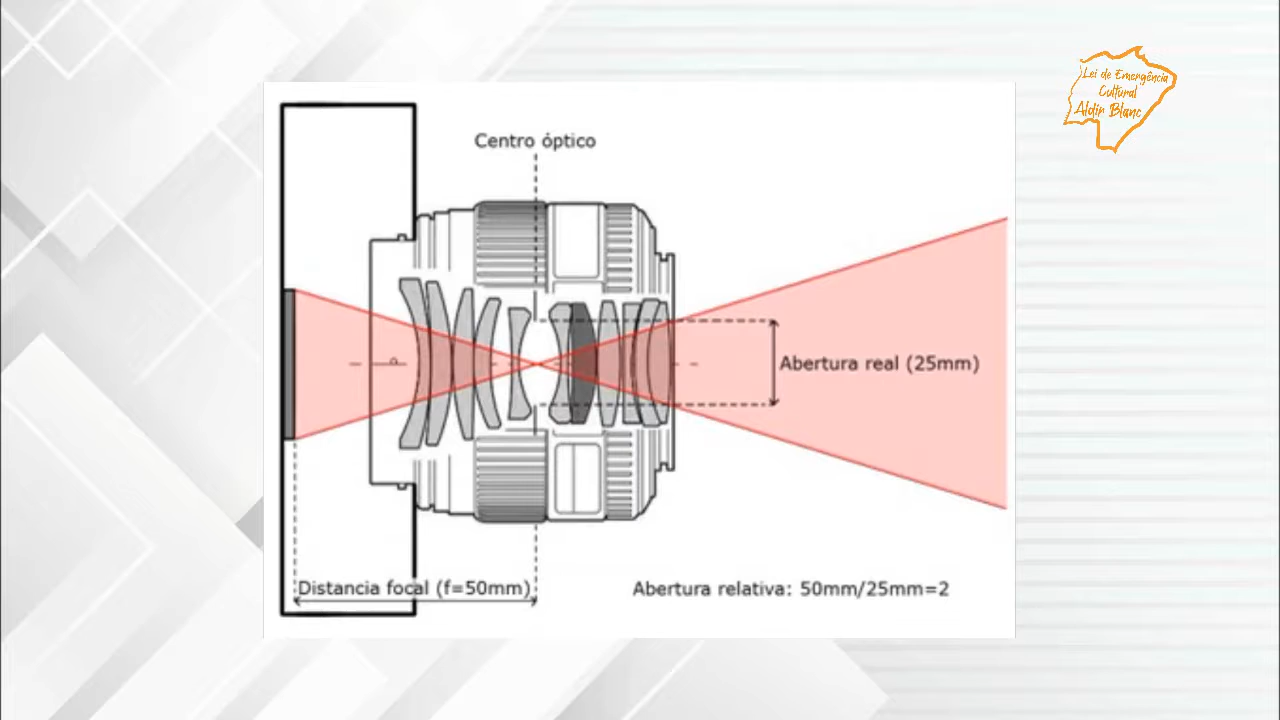 Lei de Emergência
Cultural
Aldir Blanc
Centro óptico
Abertura real (25mm)
Distancia focal (f=50mm)
Abertura relativa: 50mm/25mm=2